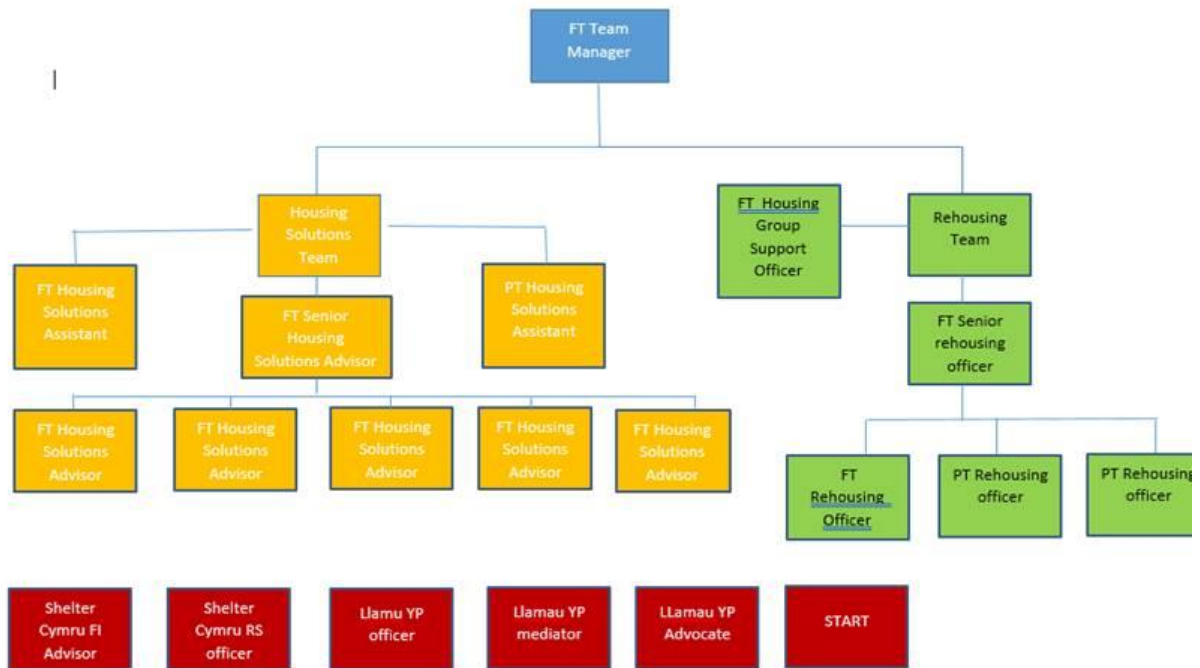 FT Team
Manager
Housing
Solutions
Team
FT Housing
Group
Support
Officer
Rehousing
Team
FT Housing
Solutions
Assistant
FT Senior
Housing
Solutions Advisor
PT Housing
Solutions
Assistant
FT Senior
rehousing
officer
FT Housing
Solutions
Advisor
FT Housing
Solutions
Advisor
FT Housing
Solutions
Advisor
FT Housing
Solutions
Advisor
FT Housing
Solutions
Advisor
FT
Rehousing
Officer
PT Rehousing
officer
PT Rehousing
officer
Shelter
Cymru FI
Advisor
Shelter
Cymru RS
officer
Llamu YP
officer
Llamau YP
mediator
LLamau YP
Advocate
START